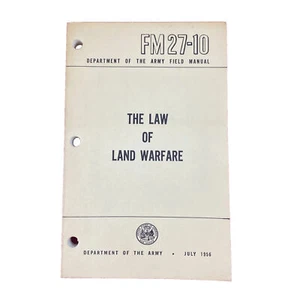 FM 27-10
DEPARTMENT OF THE ARMY FIELD MANUAL
THE LAW
OF
LAND WARFARE
DEPARTMENT OF THE ARMY • JULY 1956